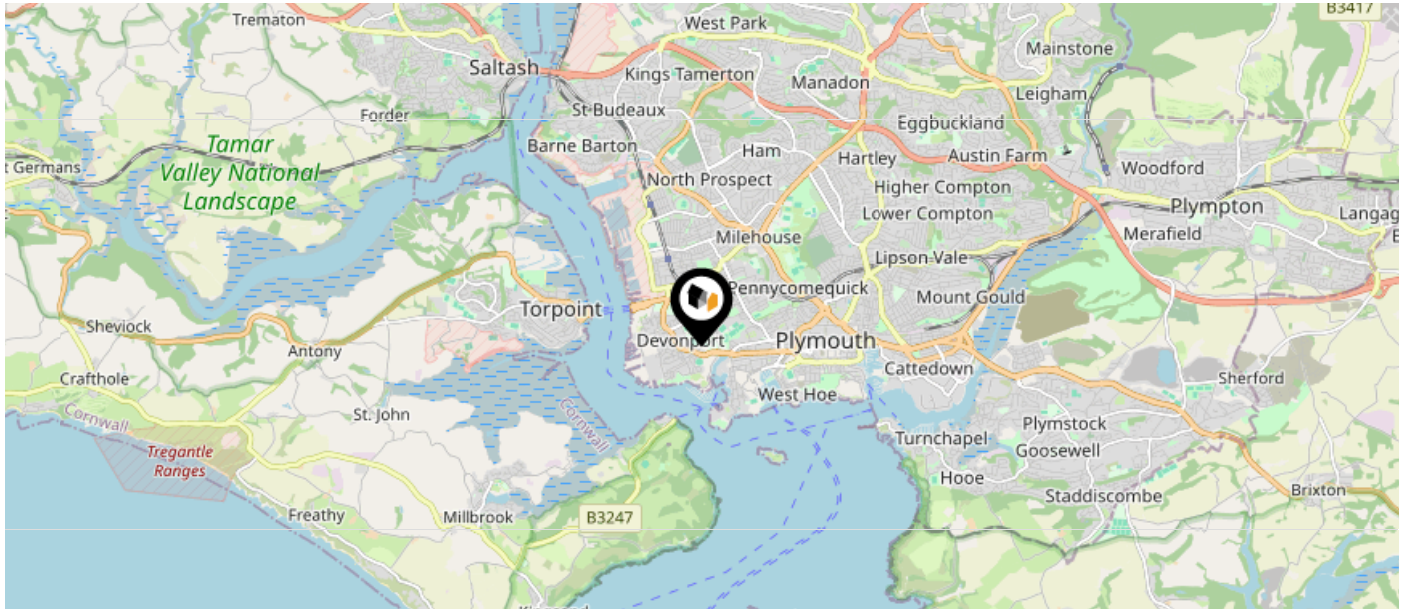 B3417
Trematon
West Park
Mainstone
Saltash
Kings Tamerton
Manadon
Leigham
St Budeaux
Forder
Eggbuckland
Tamar
Valley National
Landscape
Barne Barton
Ham
Hartley
Austin Farm
t Germans
Woodford
North Prospect
Higher Compton
Plympton
Lower Compton
Langag
Merafield
Milehouse
Lipson Vale
Pennycomequick
Mount Gould
Torpoint
Sheviock
Devonport
Plymouth
Antony
Cattedown
Crafthole
Sherford
West Hoe
Cornwall
St. John
Cornwall
Plymstock
Turnchapel
Goosewell
Tregantle
Ranges
Hooe
Staddiscombe
Brixton
Freathy
Millbrook
B3247